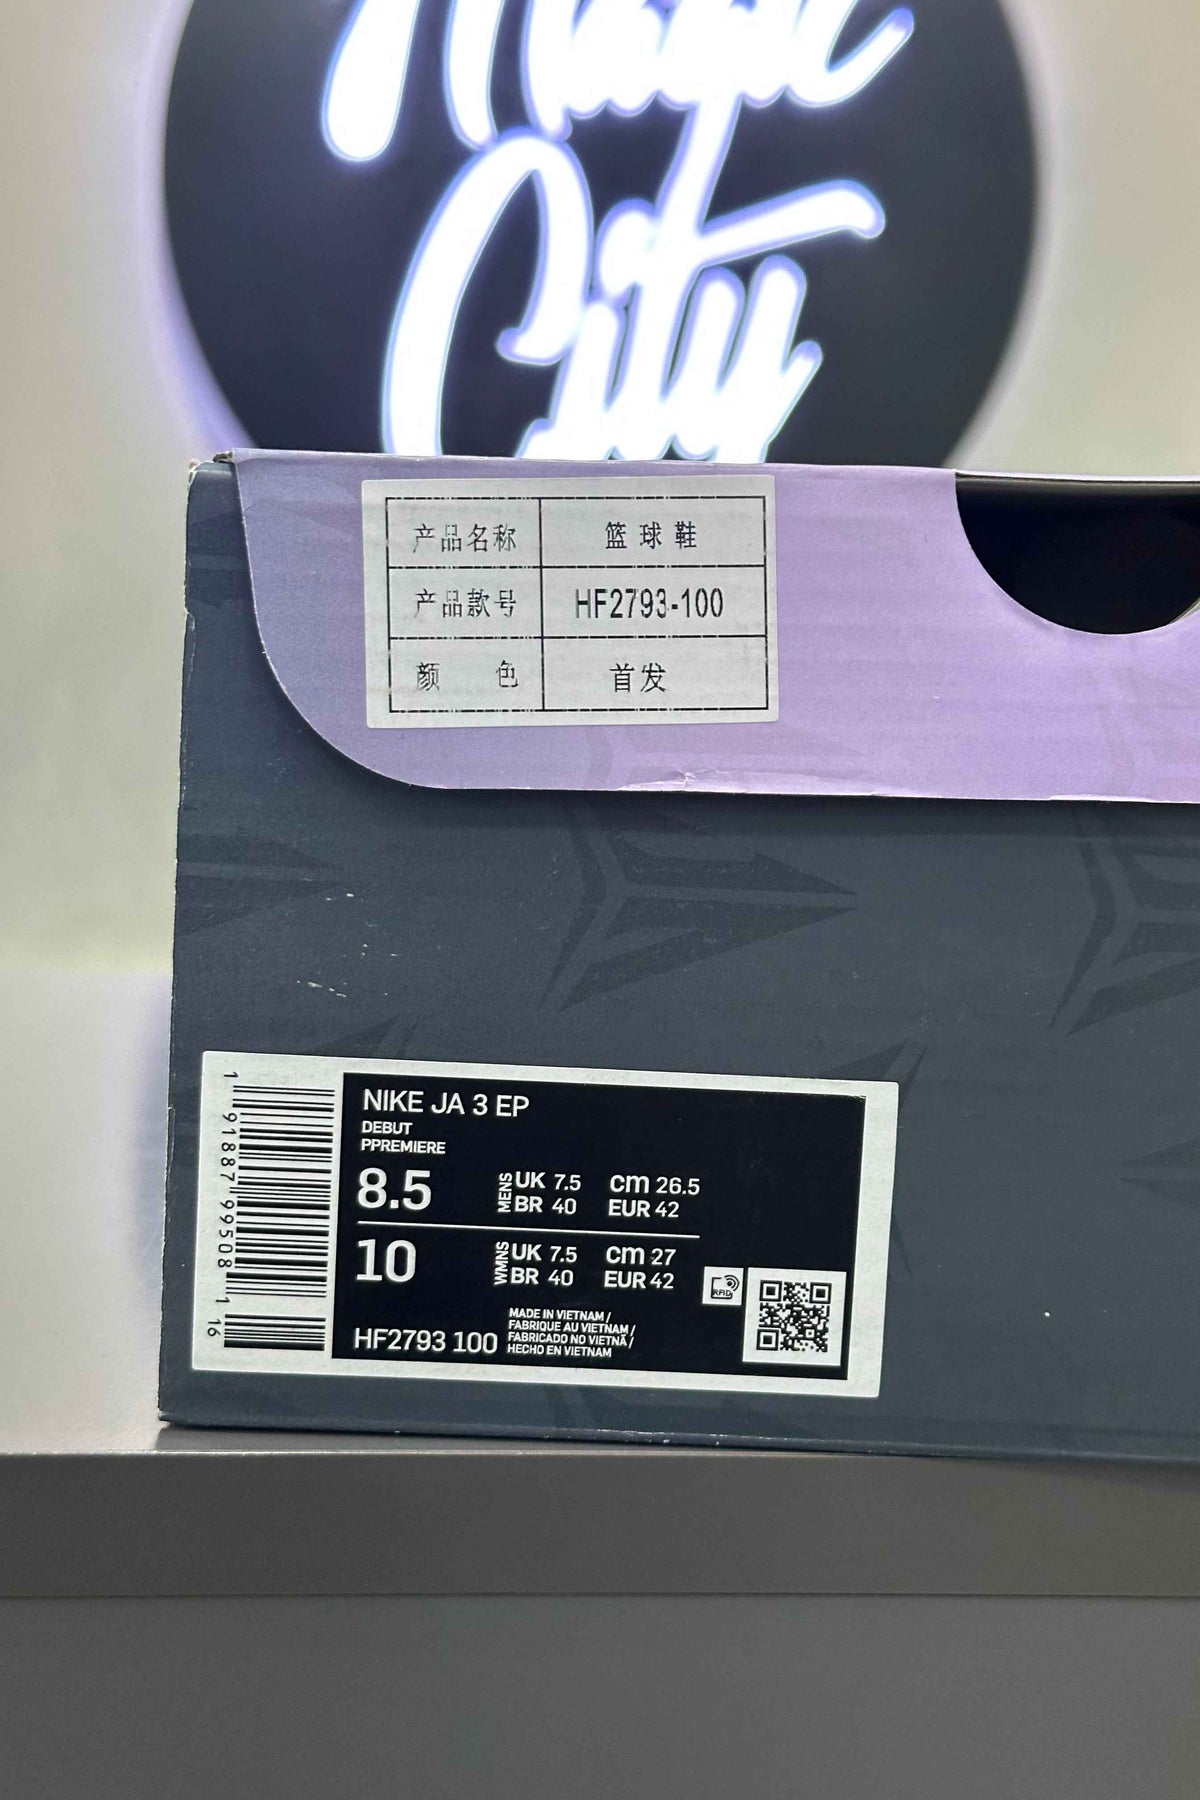 Magic
City
产品名称 篮球鞋
产品款号 HF2793-100
颜 色 首发
NIKE JA 3 EP
DEBUT
PPREMIERE
8.5 MENS UK 7.5 cm 26.5
BR 40 EUR 42
10 WMNS UK 7.5 cm 27
BR 40 EUR 42
RFID
HF2793 100
MADE IN VIETNAM /
FABRIQUE AU VIETNAM /
FABRICADO NO VIETNÃ /
HECHO EN VIETNAM
1 91887 99508 1 16